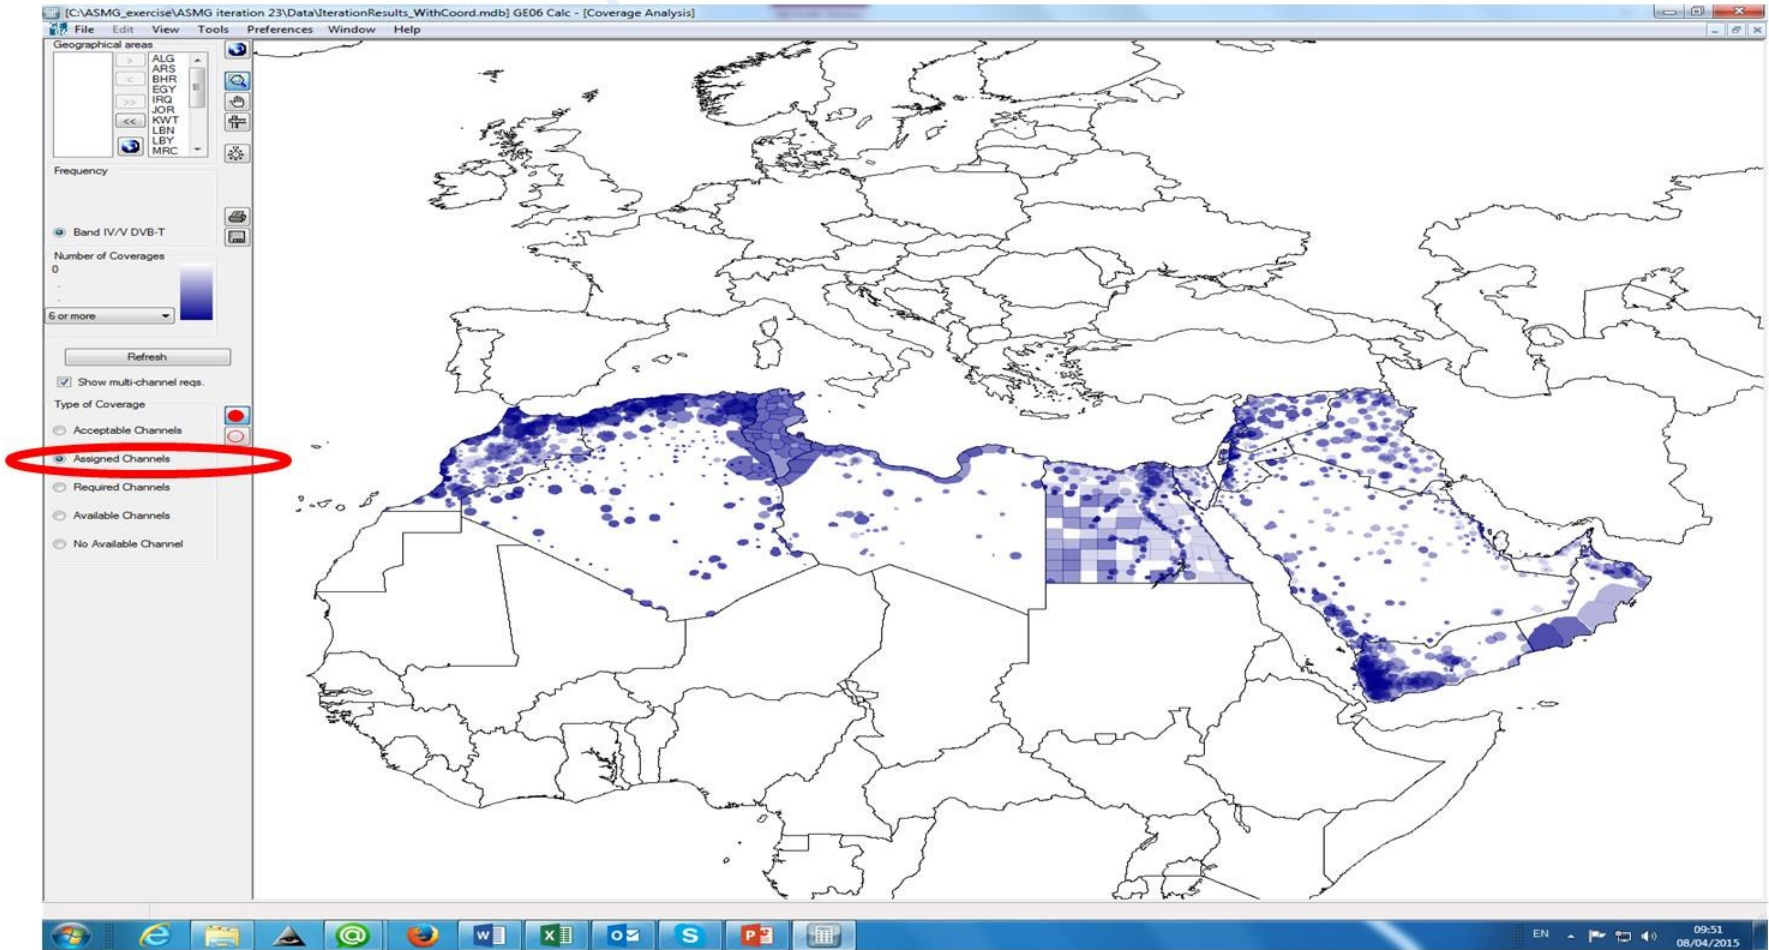 [C:\ASMG_exercise\ASMG iteration 23\Data\IterationResults_WithCoord.mdb] GE06 Calc - [Coverage Analysis]
File Edit View Tools Preferences Window Help
Geographical areas
>
<
>>
<<
ALG
ARS
BHR
EGY
IRQ
JOR
KWT
LBN
LBY
MRC
Frequency
Band IV/V DVB-T
Number of Coverages
0
.
.
6 or more
Refresh
Show multi-channel reqs.
Type of Coverage
Acceptable Channels
Assigned Channels
Required Channels
Available Channels
No Available Channel
EN
09:51
08/04/2015